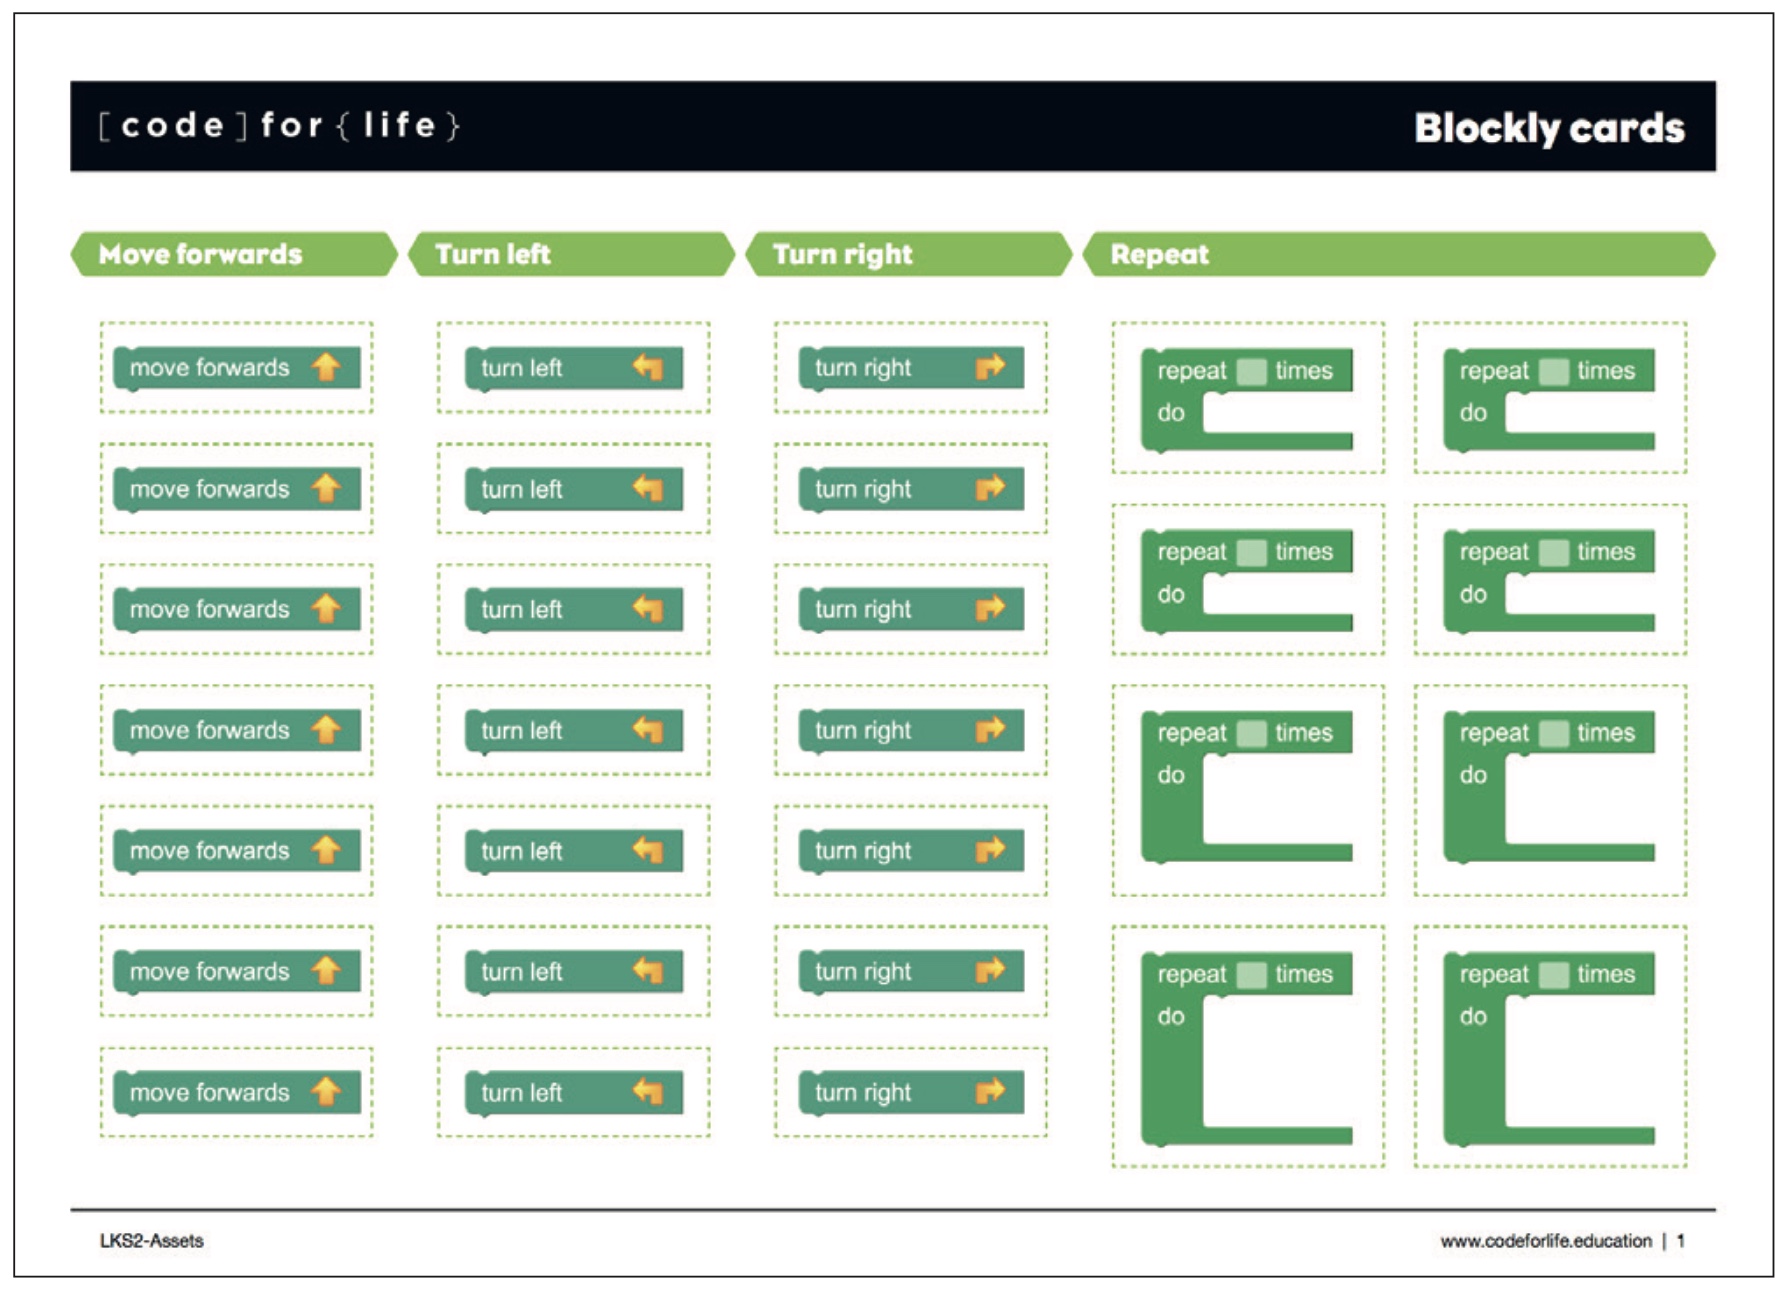 [code]for{life}
Blockly cards
Move forwards
Turn left
Turn right
Repeat
move forwards
turn left
turn right
repeat times
do
repeat times
do
move forwards
turn left
turn right
move forwards
turn left
turn right
repeat times
do
repeat times
do
move forwards
turn left
turn right
repeat times
do
repeat times
do
move forwards
turn left
turn right
move forwards
turn left
turn right
repeat times
do
repeat times
do
move forwards
turn left
turn right
LKS2-Assets
www.codeforlife.education | 1